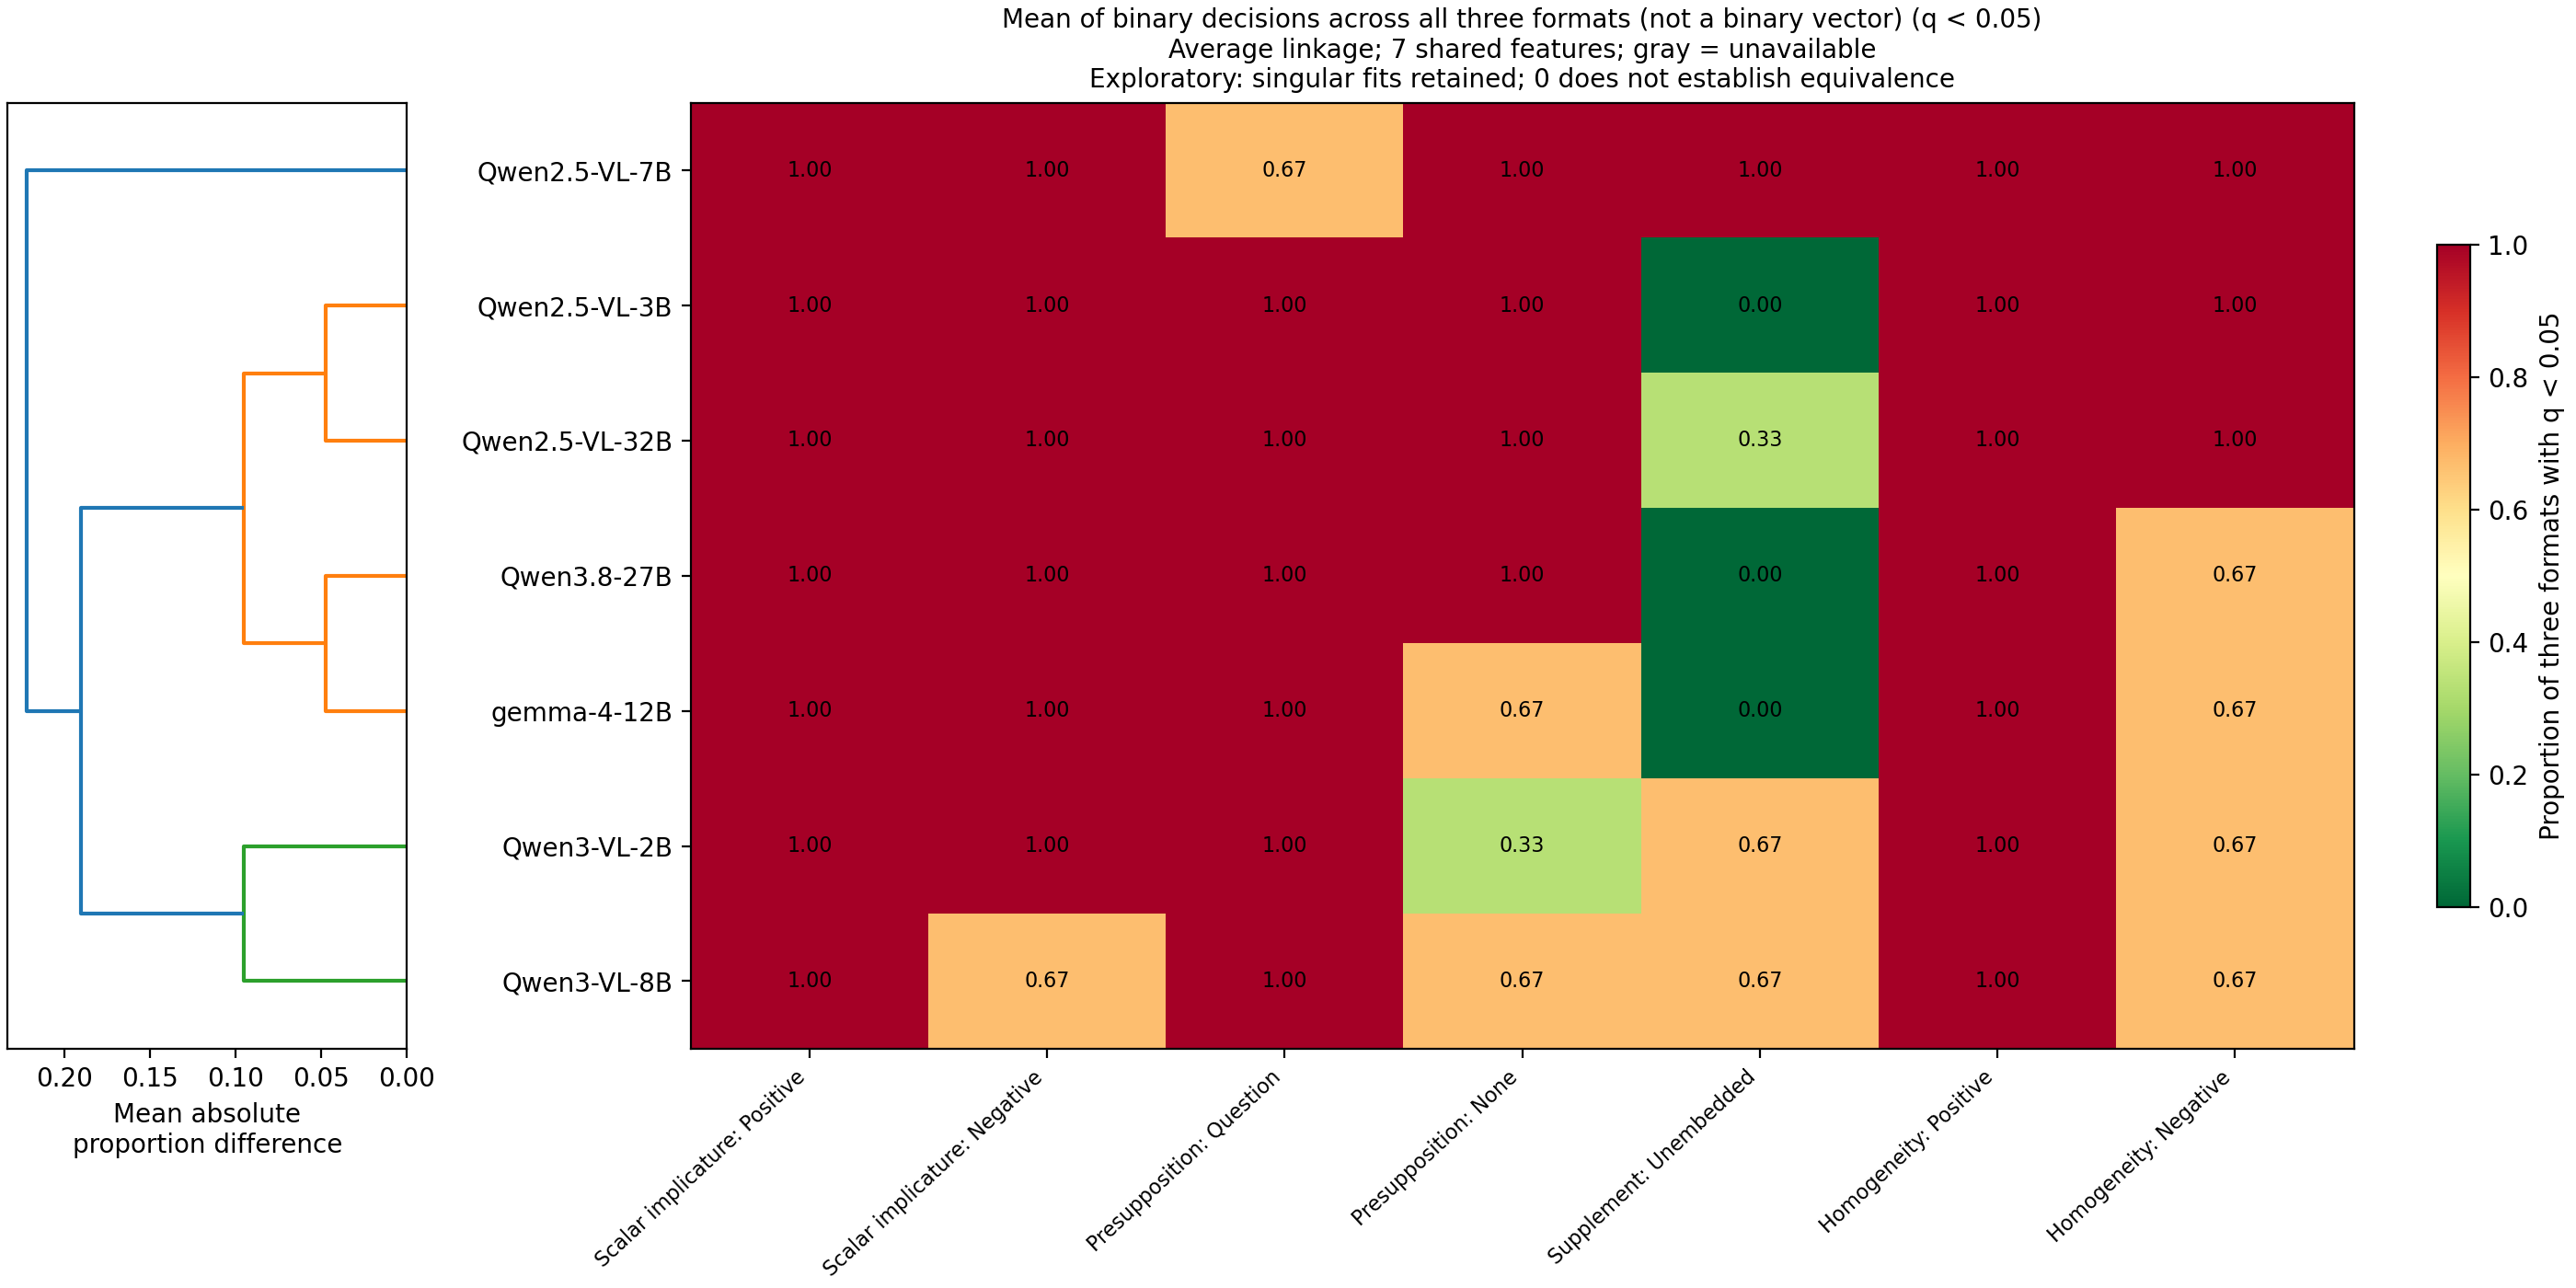 Mean of binary decisions across all three formats (not a binary vector) (q < 0.05)
Average linkage; 7 shared features; gray = unavailable
Exploratory: singular fits retained; 0 does not establish equivalence
Qwen2.5-VL-7B 1.00 1.00 0.67 1.00 1.00 1.00 1.00
Qwen2.5-VL-3B 1.00 1.00 1.00 1.00 0.00 1.00 1.00
Qwen2.5-VL-32B 1.00 1.00 1.00 1.00 0.33 1.00 1.00
Qwen3.8-27B 1.00 1.00 1.00 1.00 0.00 1.00 0.67
gemma-4-12B 1.00 1.00 1.00 0.67 0.00 1.00 0.67
Qwen3-VL-2B 1.00 1.00 1.00 0.33 0.67 1.00 0.67
Qwen3-VL-8B 1.00 0.67 1.00 0.67 0.67 1.00 0.67
0.20 0.15 0.10 0.05 0.00
Mean absolute
proportion difference
Scalar implicature: Positive
Scalar implicature: Negative
Presupposition: Question
Presupposition: None
Supplement: Unembedded
Homogeneity: Positive
Homogeneity: Negative
1.0
0.8
0.6
0.4
0.2
0.0
Proportion of three formats with q < 0.05